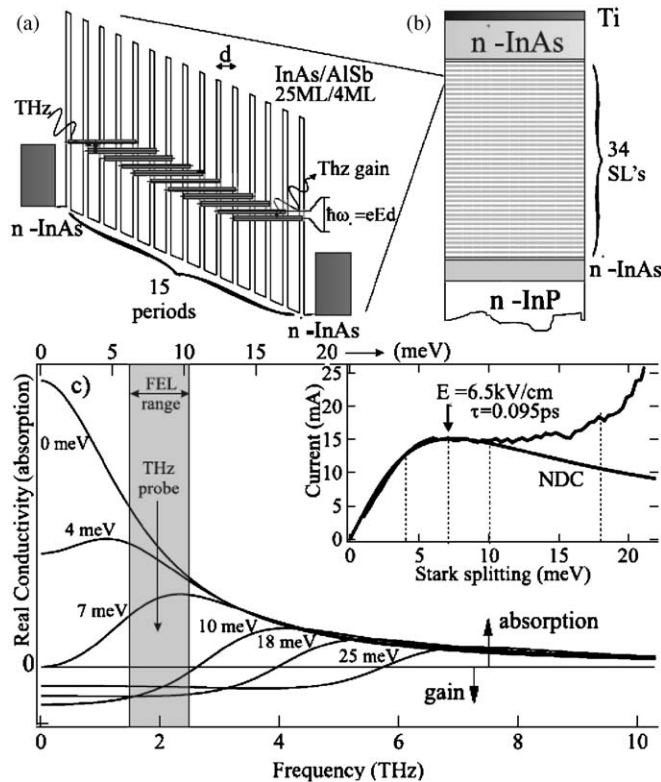 (a)
d
InAs/AlSb
25ML/4ML
THz
Thz gain
ħω =eEd
n -InAs
15
periods
n -InAs
(b)
Ti
n -InAs
34
SL's
n -InAs
n -InP
0 5 10 15 20 (meV)
c)
Real Conductivity (absorption)
FEL
range
THz
probe
0 meV
4 meV
7 meV
10 meV
18 meV
25 meV
absorption
gain
0
0 2 4 6 8 10
Frequency (THz)
Current (mA)
25
20
15
10
5
0
E =6.5kV/cm
τ=0.095ps
NDC
0 5 10 15 20
Stark splitting (meV)